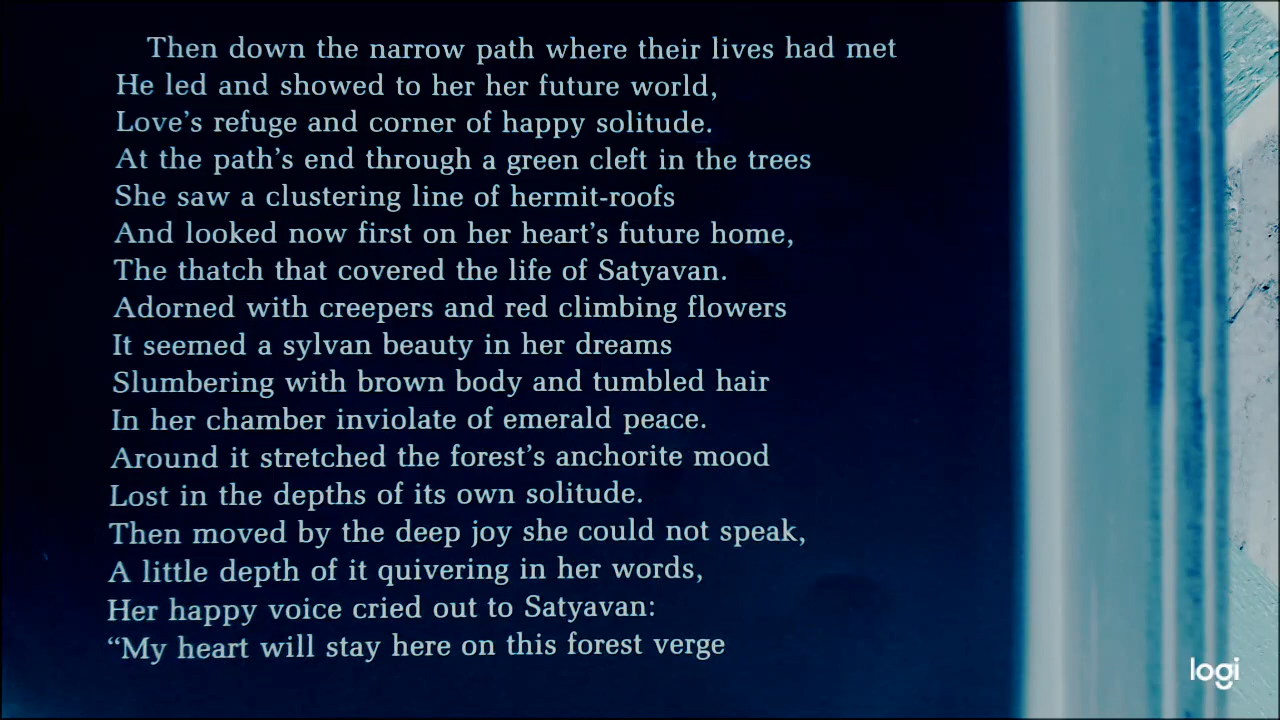 Then down the narrow path where their lives had met
He led and showed to her her future world,
Love’s refuge and corner of happy solitude.
At the path’s end through a green cleft in the trees
She saw a clustering line of hermit-roofs
And looked now first on her heart’s future home,
The thatch that covered the life of Satyavan.
Adorned with creepers and red climbing flowers
It seemed a sylvan beauty in her dreams
Slumbering with brown body and tumbled hair
In her chamber inviolate of emerald peace.
Around it stretched the forest’s anchorite mood
Lost in the depths of its own solitude.
Then moved by the deep joy she could not speak,
A little depth of it quivering in her words,
Her happy voice cried out to Satyavan:
“My heart will stay here on this forest verge
logi